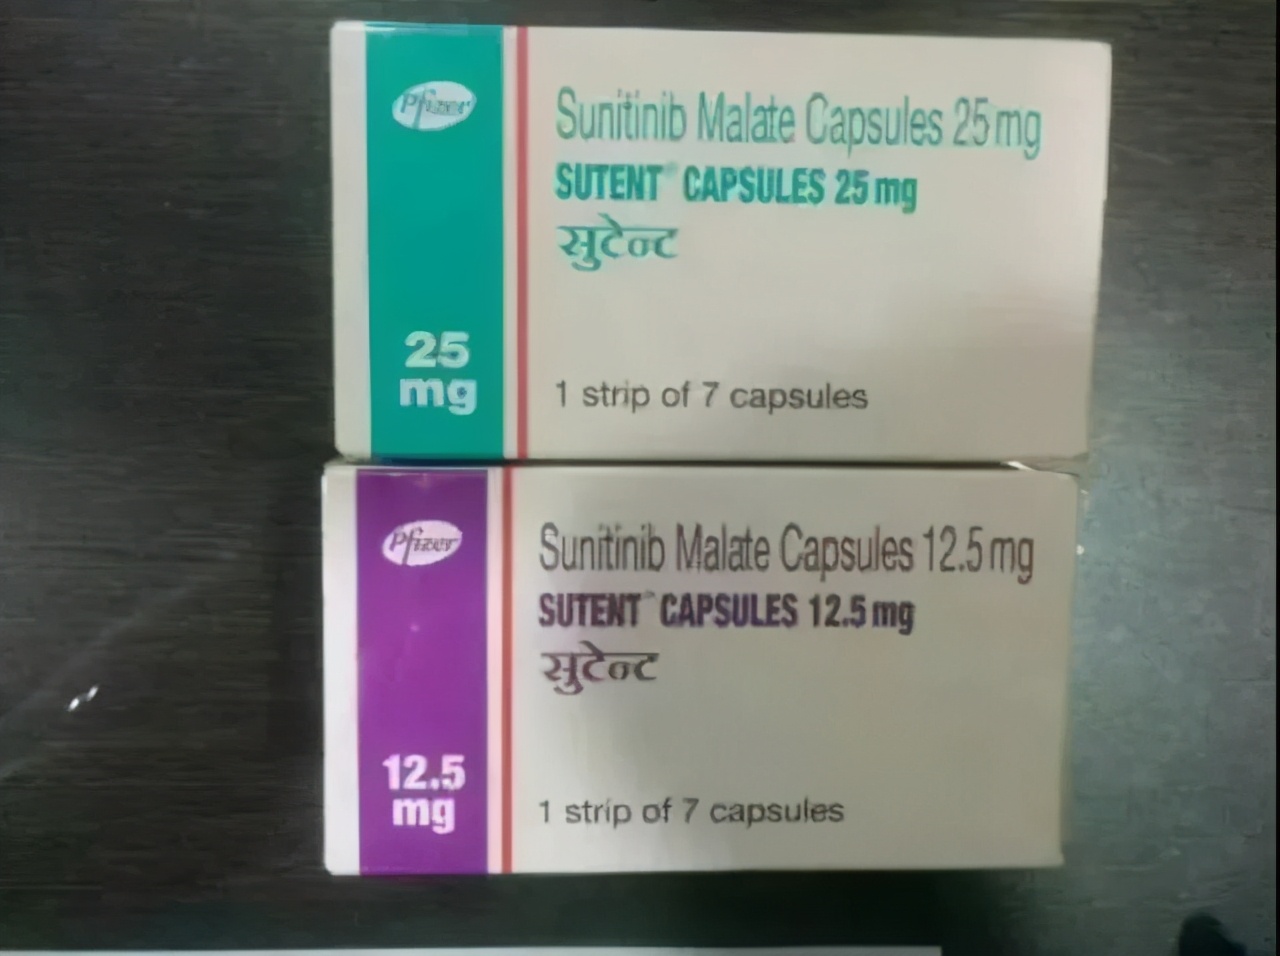 Pfizer
Sunitinib Malate Capsules 25 mg
SUTENT® CAPSULES 25 mg
सुटेन्ट
25
mg
1 strip of 7 capsules
Pfizer
Sunitinib Malate Capsules 12.5 mg
SUTENT CAPSULES 12.5 mg
सुटेन्ट
12.5
mg
1 strip of 7 capsules